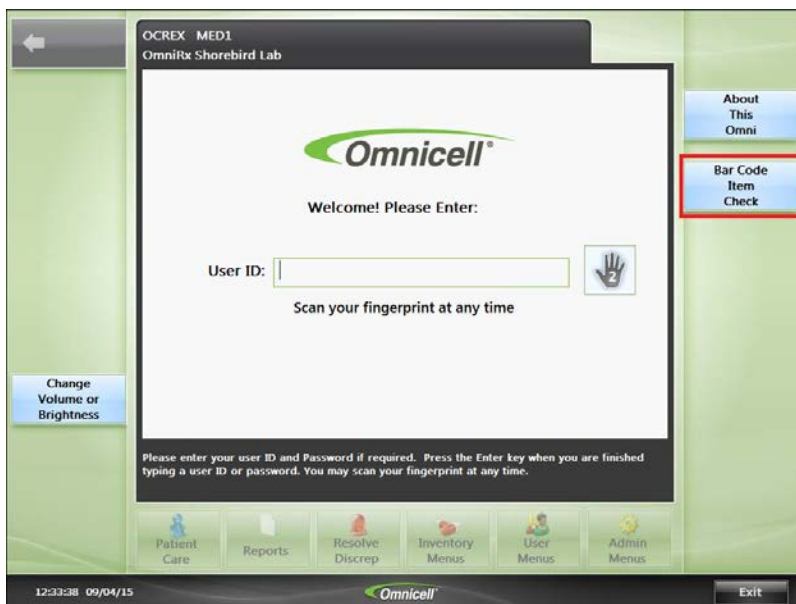 OCREX MED1
OmniRx Shorebird Lab
About
This
Omni
Omnicell®
Bar Code
Item
Check
Welcome! Please Enter:
User ID:
2
Scan your fingerprint at any time
Change
Volume or
Brightness
Please enter your user ID and Password if required. Press the Enter key when you are finished
typing a user ID or password. You may scan your fingerprint at any time.
Patient
Care
Reports
Resolve
Discrep
Inventory
Menus
User
Menus
Admin
Menus
12:33:38 09/04/15
Omnicell
Exit